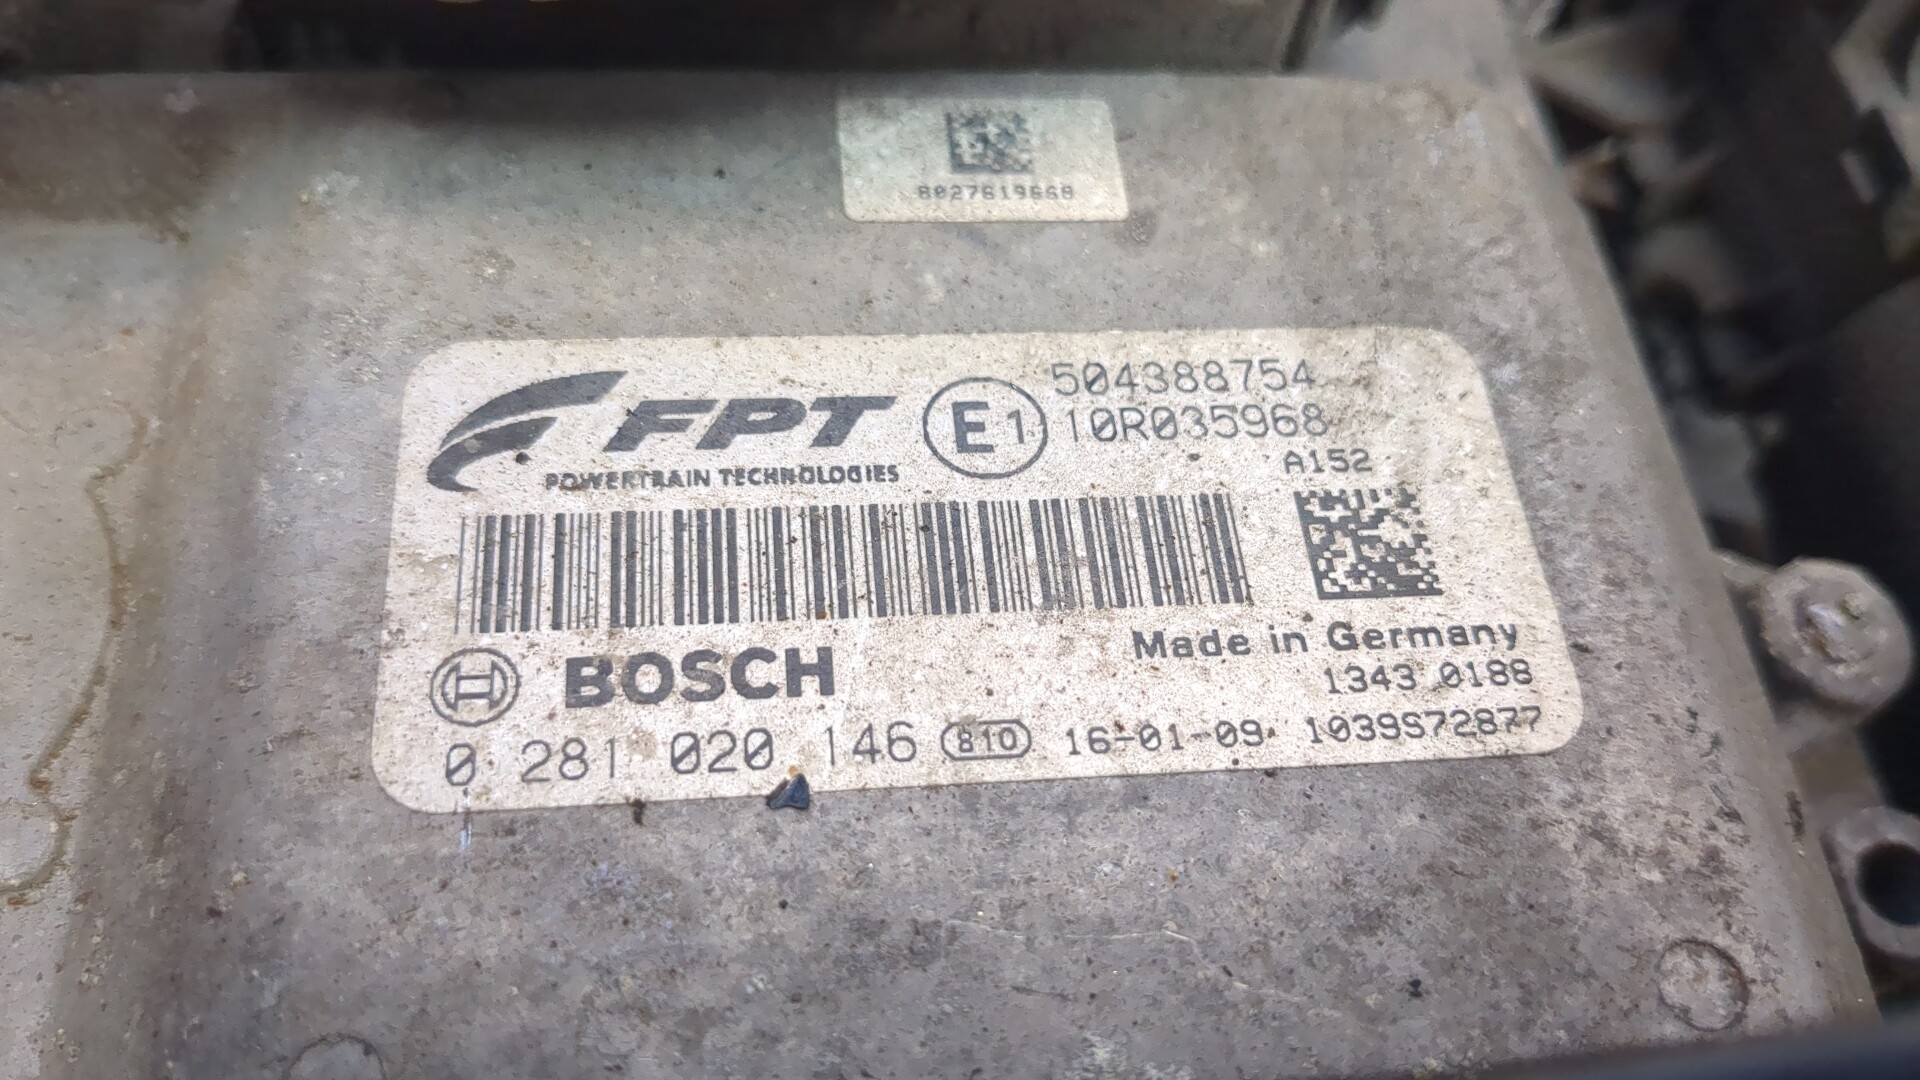 8027619668
FPT
POWERTRAIN TECHNOLOGIES
E1
504388754
10R035968
A152
BOSCH
Made in Germany
1343 0188
0 281 020 146 810 16-01-09 1039S72877